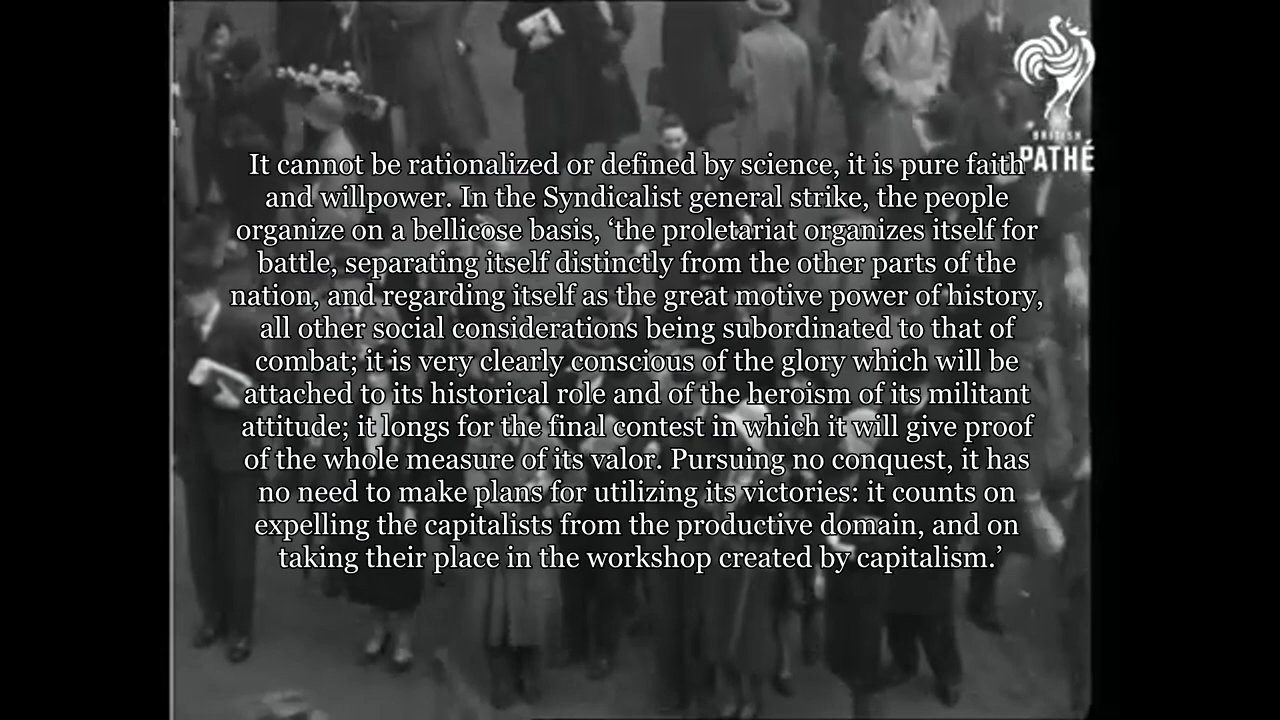 BRITISH
PATHÉ
It cannot be rationalized or defined by science, it is pure faith
and willpower. In the Syndicalist general strike, the people
organize on a bellicose basis, ‘the proletariat organizes itself for
battle, separating itself distinctly from the other parts of the
nation, and regarding itself as the great motive power of history,
all other social considerations being subordinated to that of
combat; it is very clearly conscious of the glory which will be
attached to its historical role and of the heroism of its militant
attitude; it longs for the final contest in which it will give proof
of the whole measure of its valor. Pursuing no conquest, it has
no need to make plans for utilizing its victories: it counts on
expelling the capitalists from the productive domain, and on
taking their place in the workshop created by capitalism.’